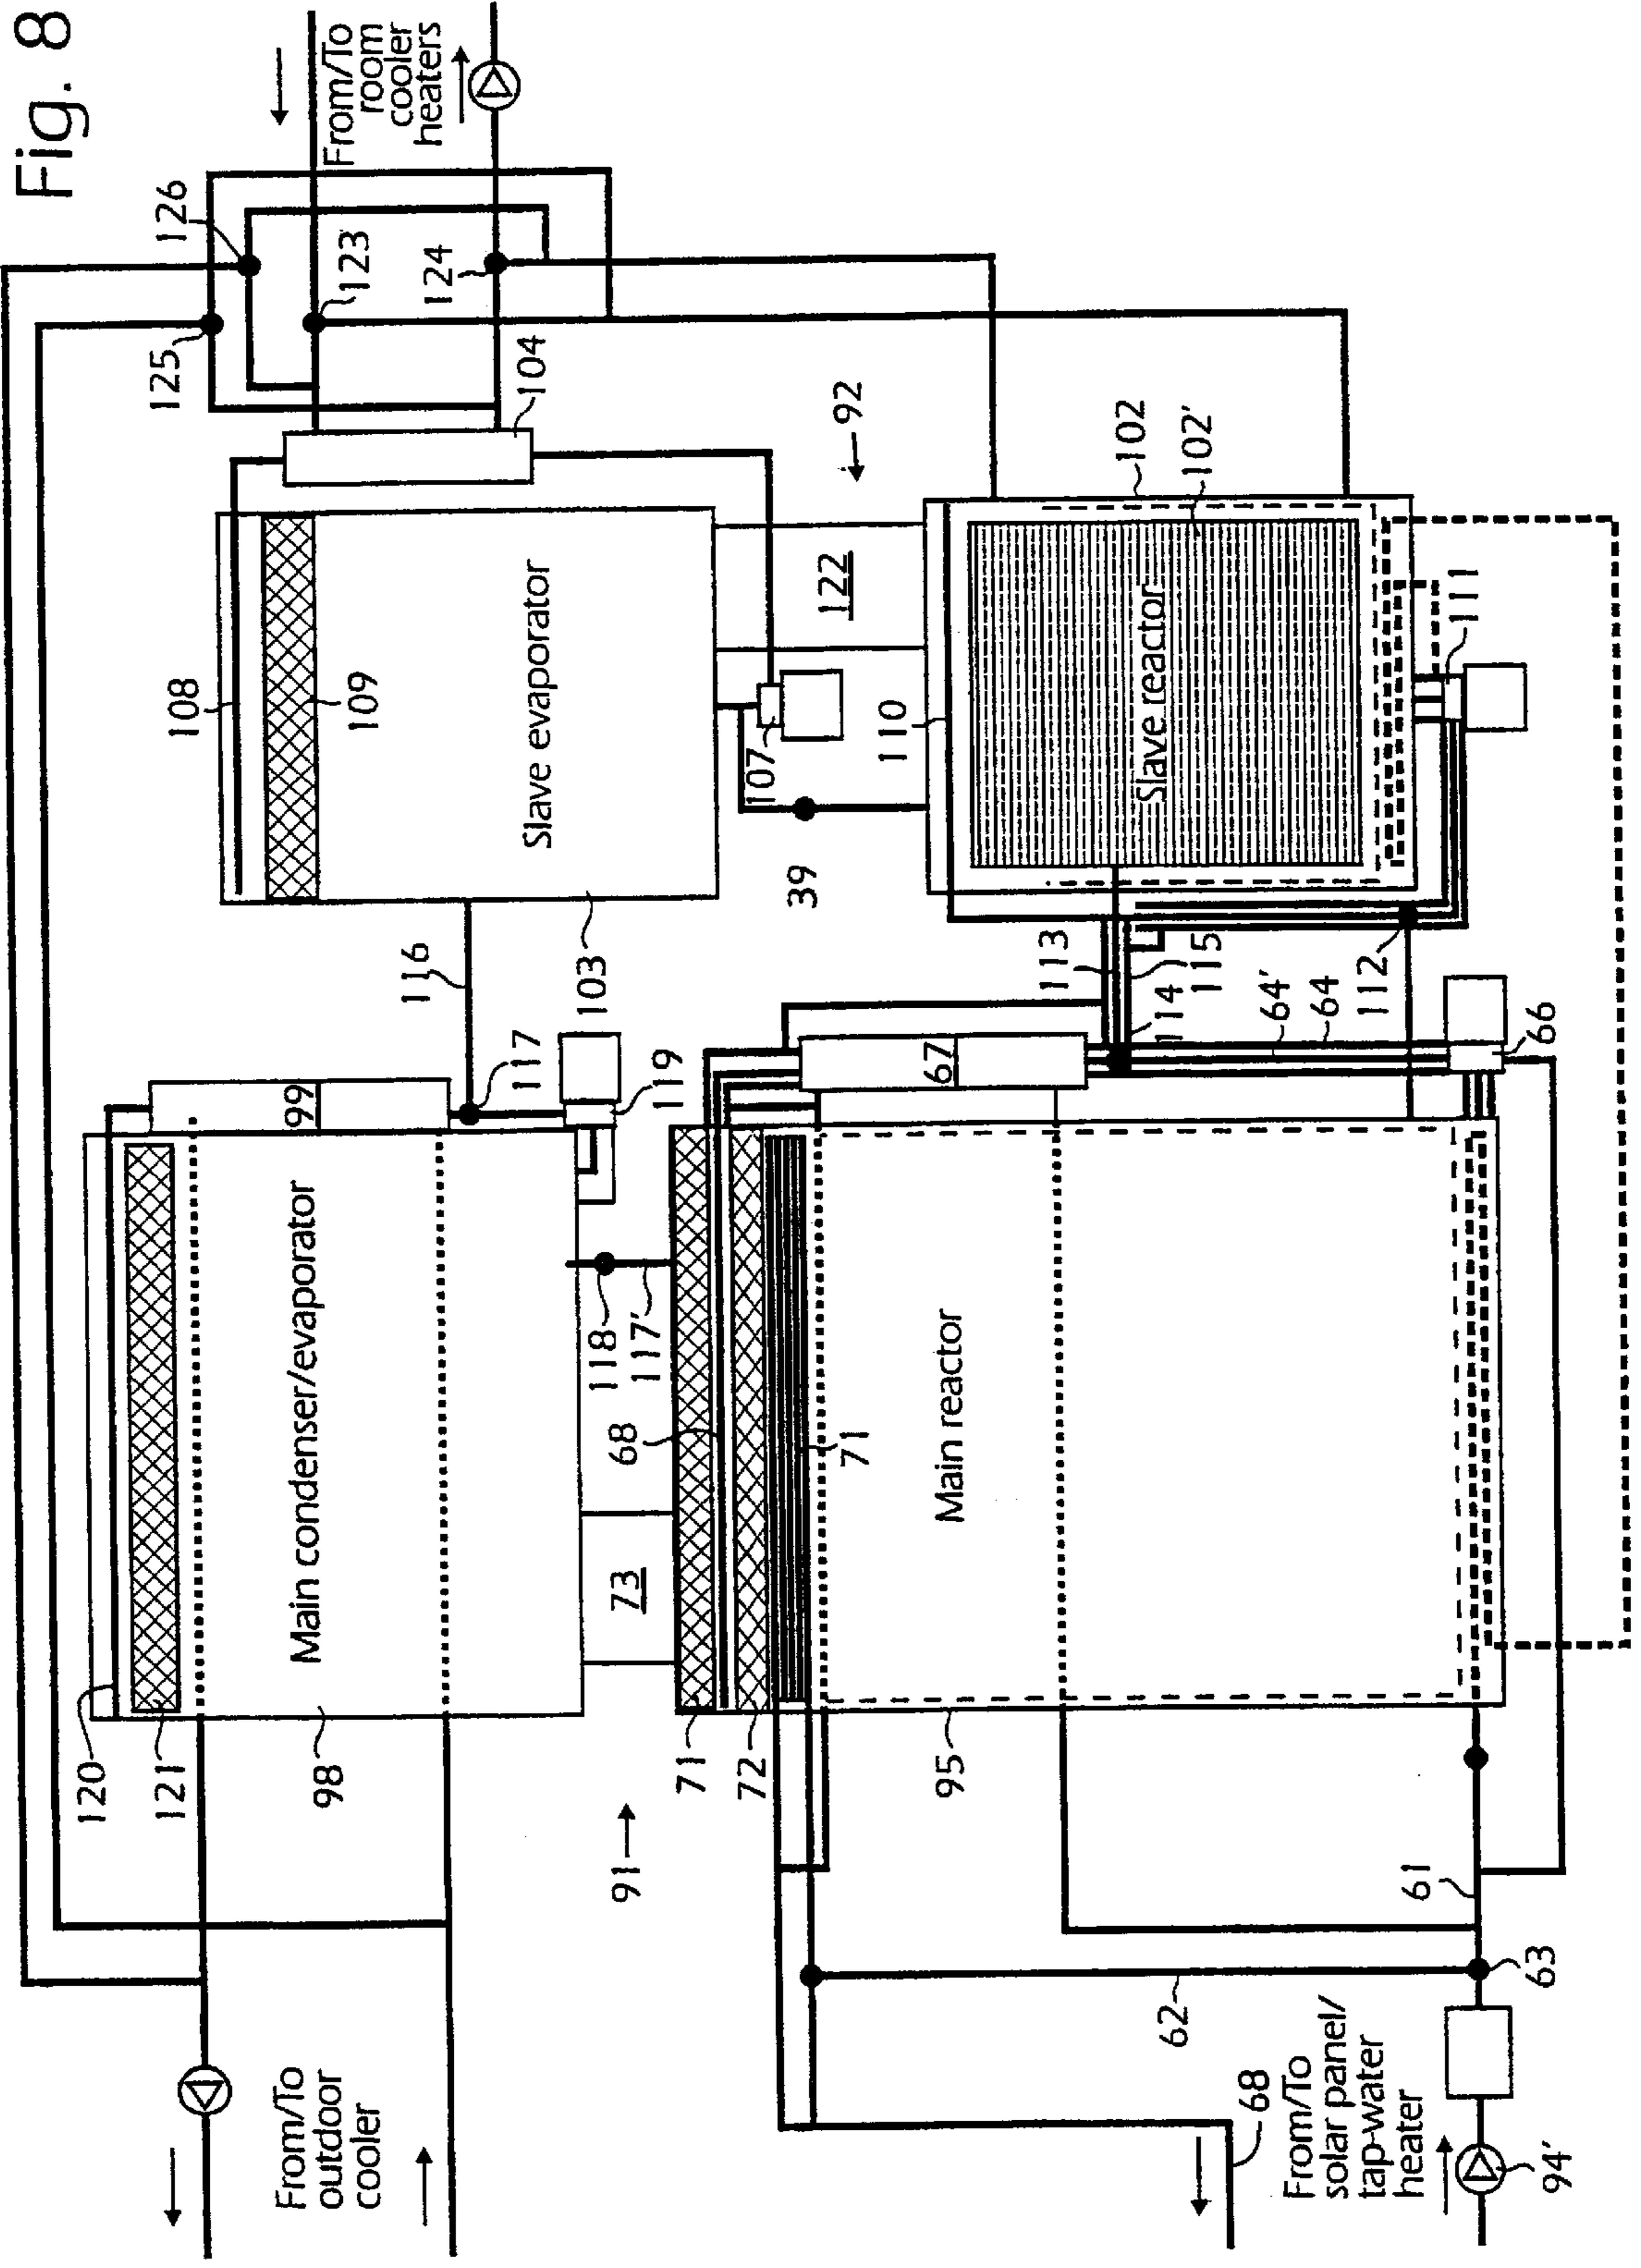 Fig. 8
From/To
room
cooler
heaters
126
123
124
125
104
92
102
102'
108
109
Slave evaporator
122
107
110
Slave reactor
111
39
116
103
113
114
115
112
64'
64
66
67
99
117
119
118
117'
68
73
71
Main condenser/evaporator
Main reactor
120
121
98
71
72
95
91
61
62
63
From/To
outdoor
cooler
68
From/To
solar panel/
tap-water
heater
94'